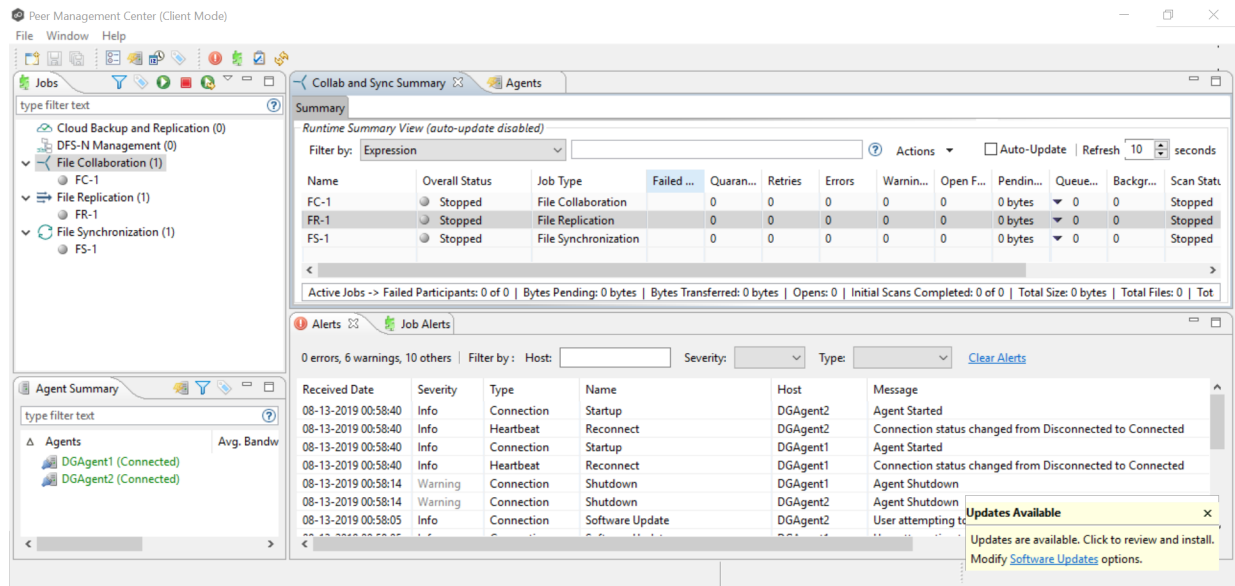 Peer Management Center (Client Mode)
File Window Help
Jobs
type filter text
Cloud Backup and Replication (0)
DFS-N Management (0)
File Collaboration (1)
FC-1
File Replication (1)
FR-1
File Synchronization (1)
FS-1
Agent Summary
type filter text
Agents Avg. Bandw
DGAgent1 (Connected)
DGAgent2 (Connected)
Collab and Sync Summary Agents
Summary
Runtime Summary View (auto-update disabled)
Filter by: Expression Actions Auto-Update | Refresh 10 seconds
Name Overall Status Job Type Failed ... Quaran... Retries Errors Warnin... Open F... Pendin... Queue... Backgr... Scan Statu
FC-1 Stopped File Collaboration 0 0 0 0 0 0 bytes 0 0 Stopped
FR-1 Stopped File Replication 0 0 0 0 0 0 bytes 0 0 Stopped
FS-1 Stopped File Synchronization 0 0 0 0 0 0 bytes 0 0 Stopped
Active Jobs -> Failed Participants: 0 of 0 | Bytes Pending: 0 bytes | Bytes Transferred: 0 bytes | Opens: 0 | Initial Scans Completed: 0 of 0 | Total Size: 0 bytes | Total Files: 0 | Tot
Alerts Job Alerts
0 errors, 6 warnings, 10 others | Filter by : Host: Severity: Type: Clear Alerts
Received Date Severity Type Name Host Message
08-13-2019 00:58:40 Info Connection Startup DGAgent2 Agent Started
08-13-2019 00:58:40 Info Heartbeat Reconnect DGAgent2 Connection status changed from Disconnected to Connected
08-13-2019 00:58:40 Info Connection Startup DGAgent1 Agent Started
08-13-2019 00:58:40 Info Heartbeat Reconnect DGAgent1 Connection status changed from Disconnected to Connected
08-13-2019 00:58:14 Warning Connection Shutdown DGAgent1 Agent Shutdown
08-13-2019 00:58:14 Warning Connection Shutdown DGAgent2 Agent Shutdown
08-13-2019 00:58:05 Info Connection Software Update DGAgent2 User attempting to
Updates Available
Updates are available. Click to review and install.
Modify Software Updates options.